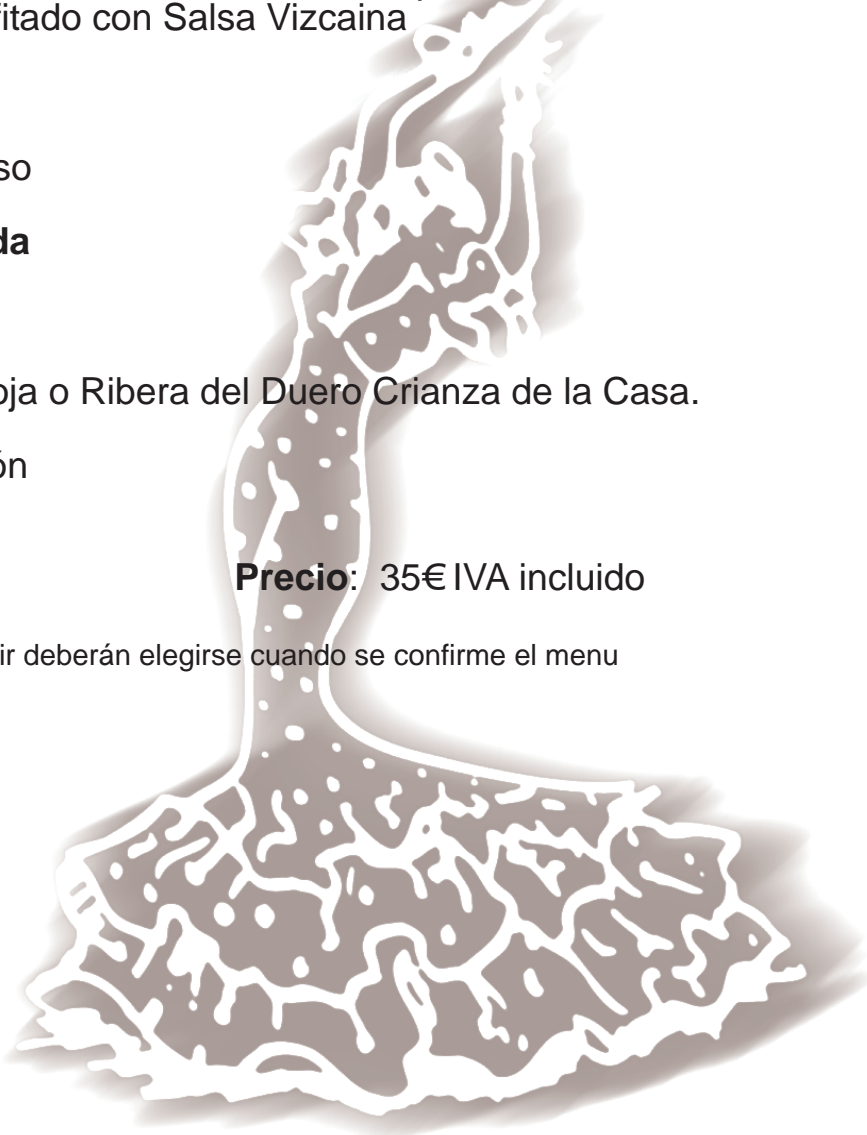 fitado con Salsa Vizcaina
so
da
oja o Ribera del Duero Crianza de la Casa.
ón
Precio: 35€ IVA incluido
ir deberán elegirse cuando se confirme el menu